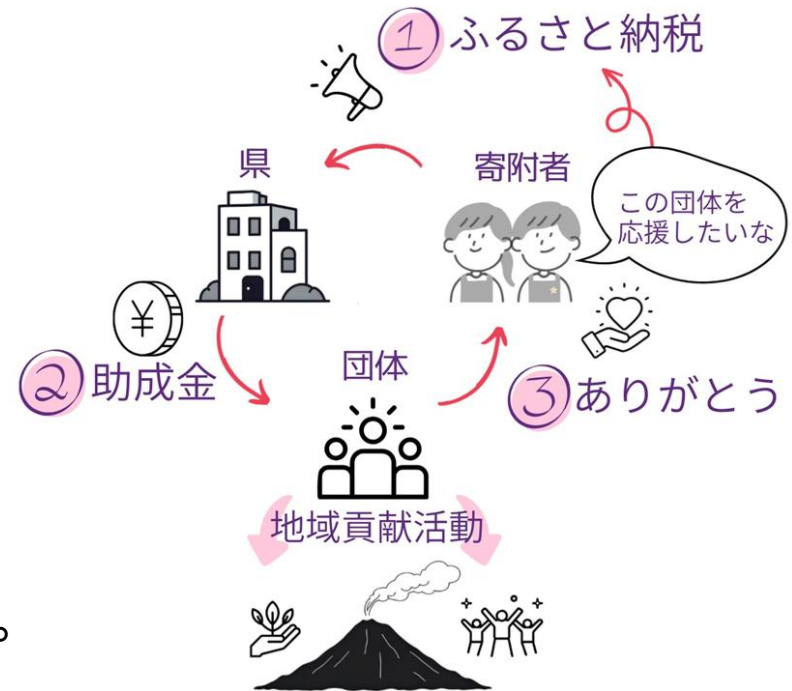 ①ふるさと納税
県
寄附者
この団体を
応援したいな
¥
②助成金
団体
③ありがとう
地域貢献活動
。